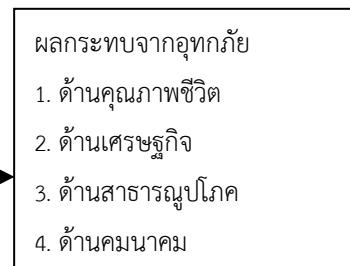 ผลกระทบจากอุทกภัย
1. ด้านคุณภาพชีวิต
2. ด้านเศรษฐกิจ
3. ด้านสาธารณูปโภค
4. ด้านคมนาคม